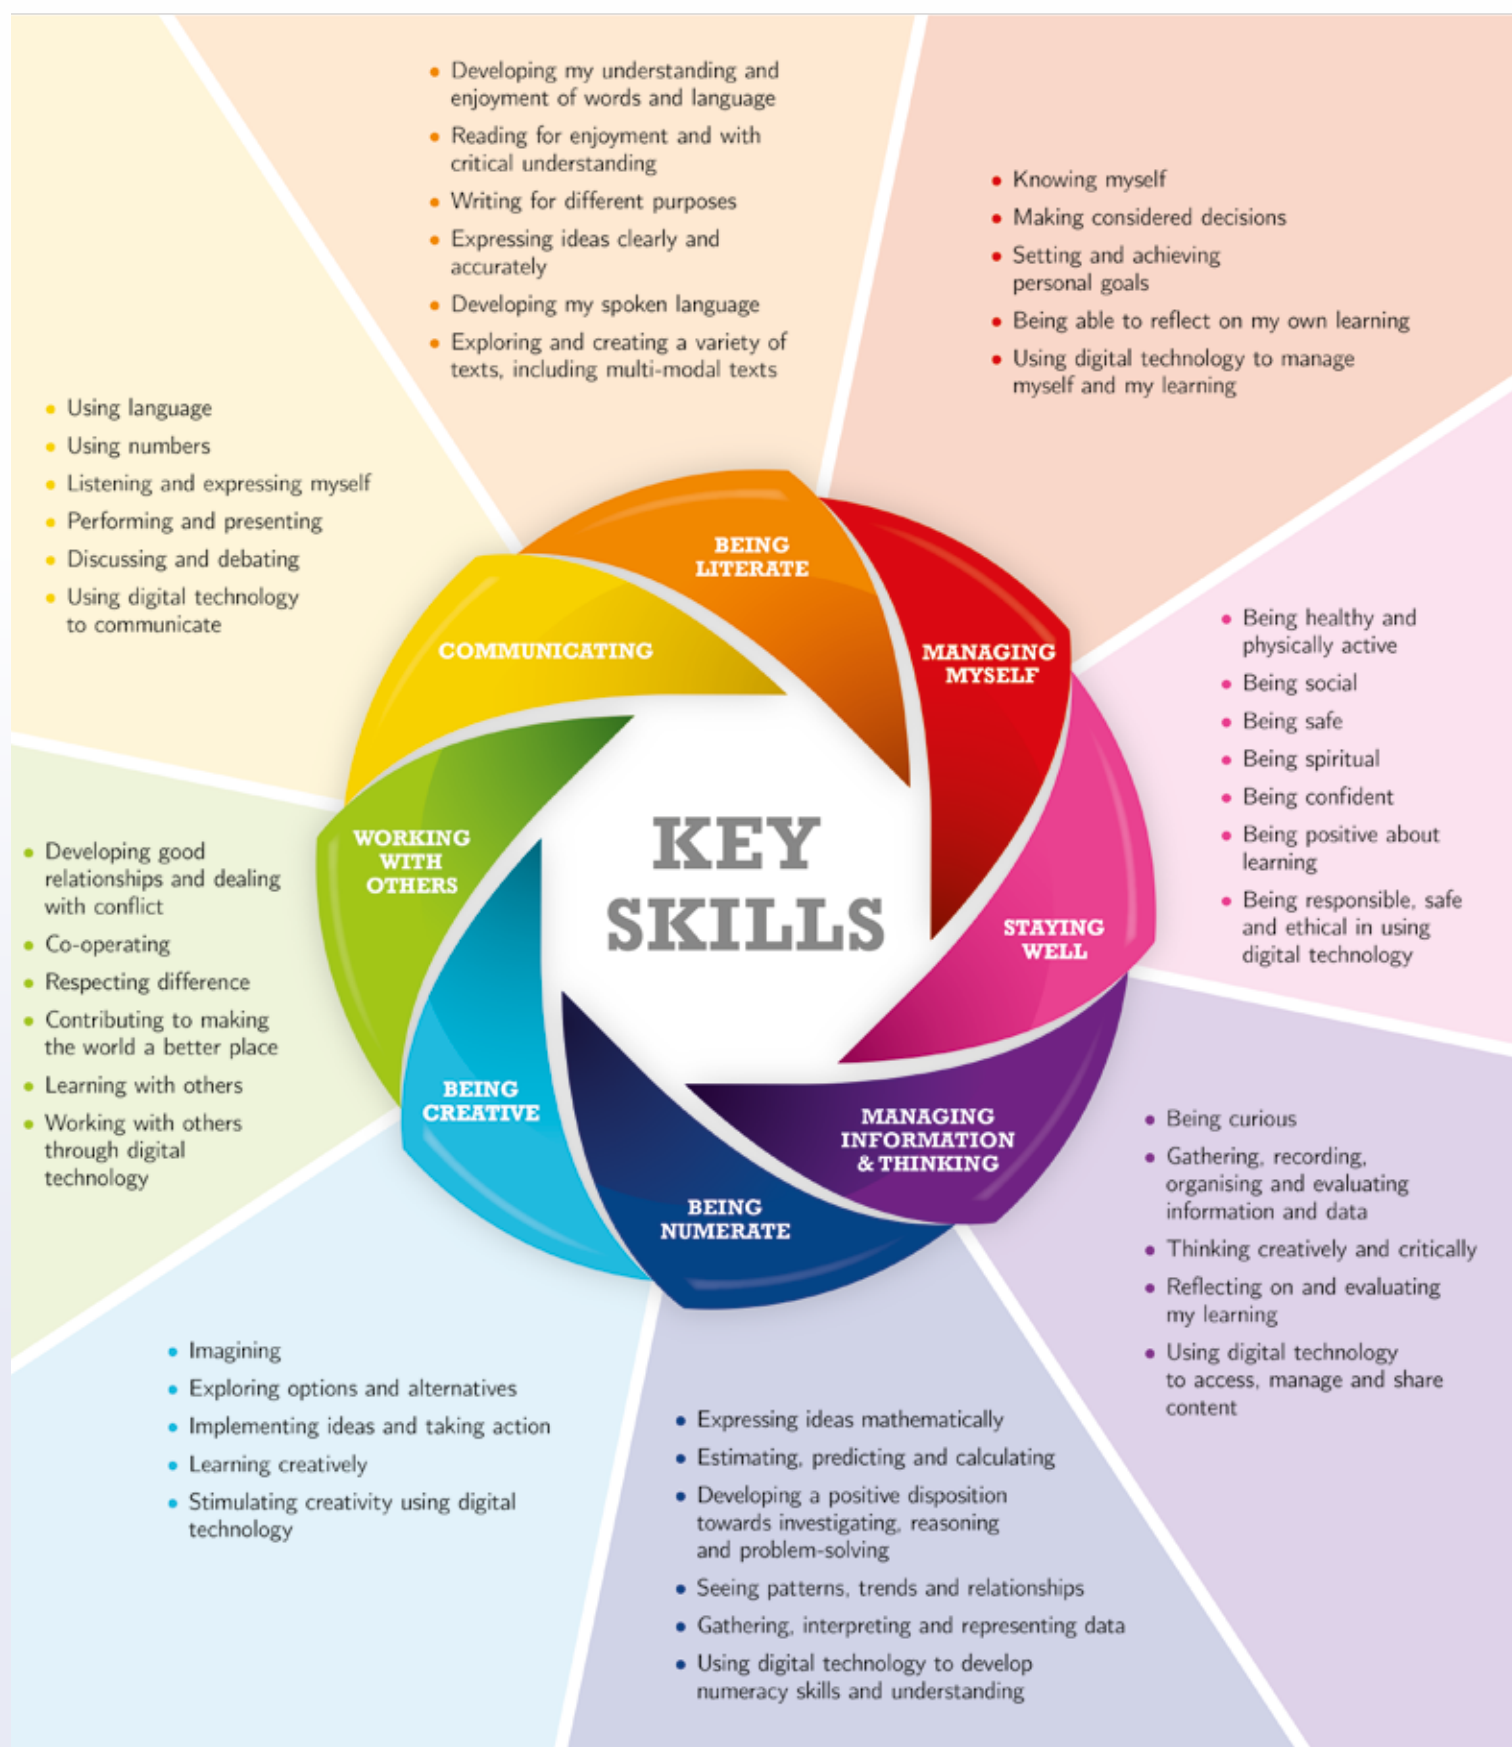 KEY
SKILLS
BEING
LITERATE
• Developing my understanding and
enjoyment of words and language
• Reading for enjoyment and with
critical understanding
• Writing for different purposes
• Expressing ideas clearly and
accurately
• Developing my spoken language
• Exploring and creating a variety of
texts, including multi-modal texts
MANAGING
MYSELF
• Knowing myself
• Making considered decisions
• Setting and achieving
personal goals
• Being able to reflect on my own learning
• Using digital technology to manage
myself and my learning
STAYING
WELL
• Being healthy and
physically active
• Being social
• Being safe
• Being spiritual
• Being confident
• Being positive about
learning
• Being responsible, safe
and ethical in using
digital technology
MANAGING
INFORMATION
& THINKING
• Being curious
• Gathering, recording,
organising and evaluating
information and data
• Thinking creatively and critically
• Reflecting on and evaluating
my learning
• Using digital technology
to access, manage and share
content
BEING
NUMERATE
• Expressing ideas mathematically
• Estimating, predicting and calculating
• Developing a positive disposition
towards investigating, reasoning
and problem-solving
• Seeing patterns, trends and relationships
• Gathering, interpreting and representing data
• Using digital technology to develop
numeracy skills and understanding
BEING
CREATIVE
• Imagining
• Exploring options and alternatives
• Implementing ideas and taking action
• Learning creatively
• Stimulating creativity using digital
technology
WORKING
WITH
OTHERS
• Developing good
relationships and dealing
with conflict
• Co-operating
• Respecting difference
• Contributing to making
the world a better place
• Learning with others
• Working with others
through digital
technology
COMMUNICATING
• Using language
• Using numbers
• Listening and expressing myself
• Performing and presenting
• Discussing and debating
• Using digital technology
to communicate